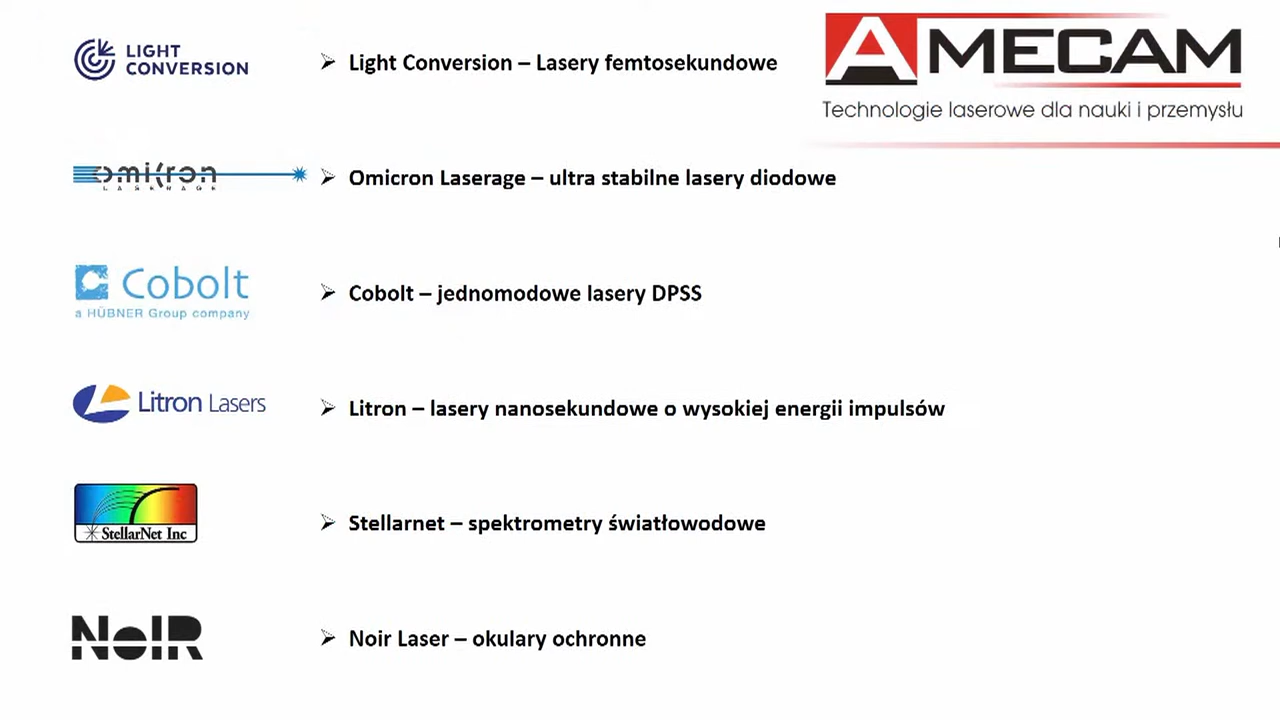 LIGHT
CONVERSION
Light Conversion – Lasery femtosekundowe
AMECAM
Technologie laserowe dla nauki i przemysłu
omicron
LASERAGE
Omicron Laserage – ultra stabilne lasery diodowe
Cobolt
a HÜBNER Group company
Cobolt – jednomodowe lasery DPSS
Litron Lasers
Litron – lasery nanosekundowe o wysokiej energii impulsów
StellarNet Inc
Stellarnet – spektrometry światłowodowe
NoIR
Noir Laser – okulary ochronne